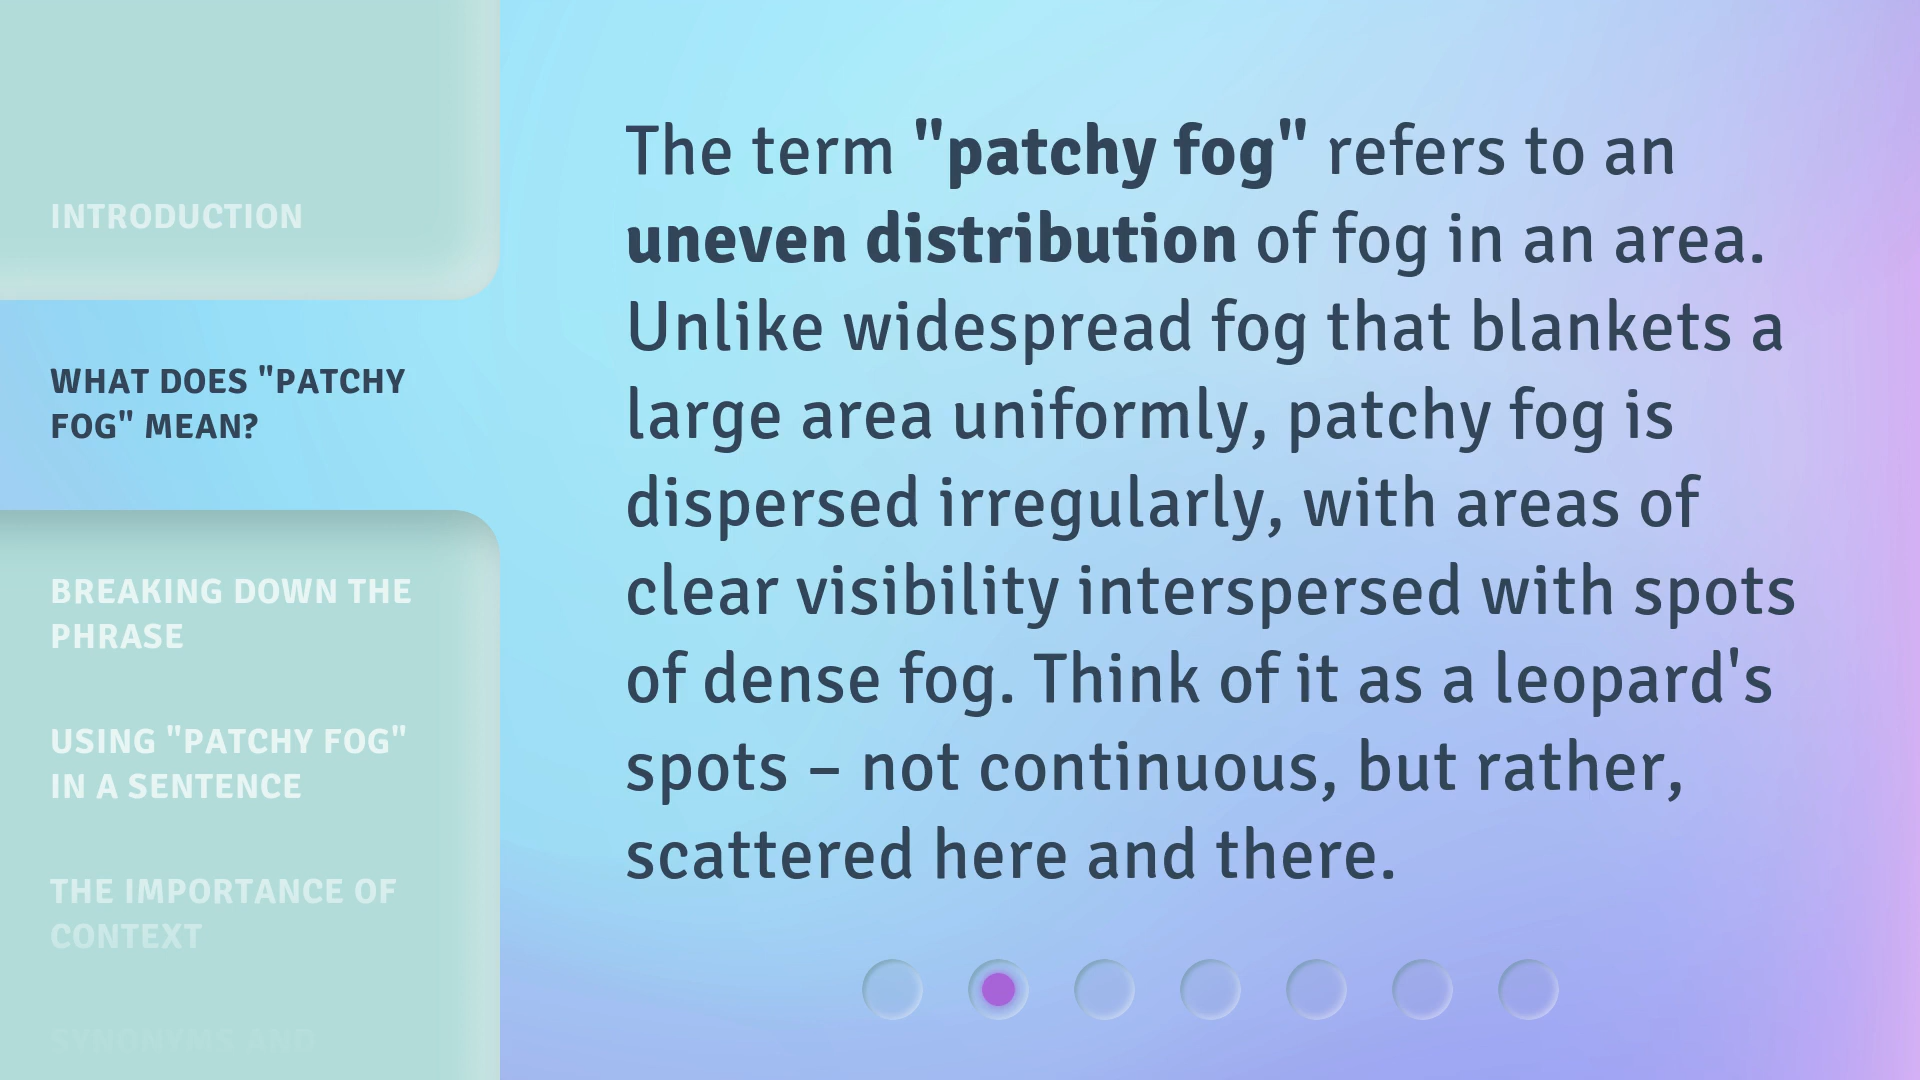 INTRODUCTION
WHAT DOES "PATCHY
FOG" MEAN?
BREAKING DOWN THE
PHRASE
USING "PATCHY FOG"
IN A SENTENCE
THE IMPORTANCE OF
CONTEXT
SYNONYMS AND
The term "patchy fog" refers to an
uneven distribution of fog in an area.
Unlike widespread fog that blankets a
large area uniformly, patchy fog is
dispersed irregularly, with areas of
clear visibility interspersed with spots
of dense fog. Think of it as a leopard's
spots – not continuous, but rather,
scattered here and there.